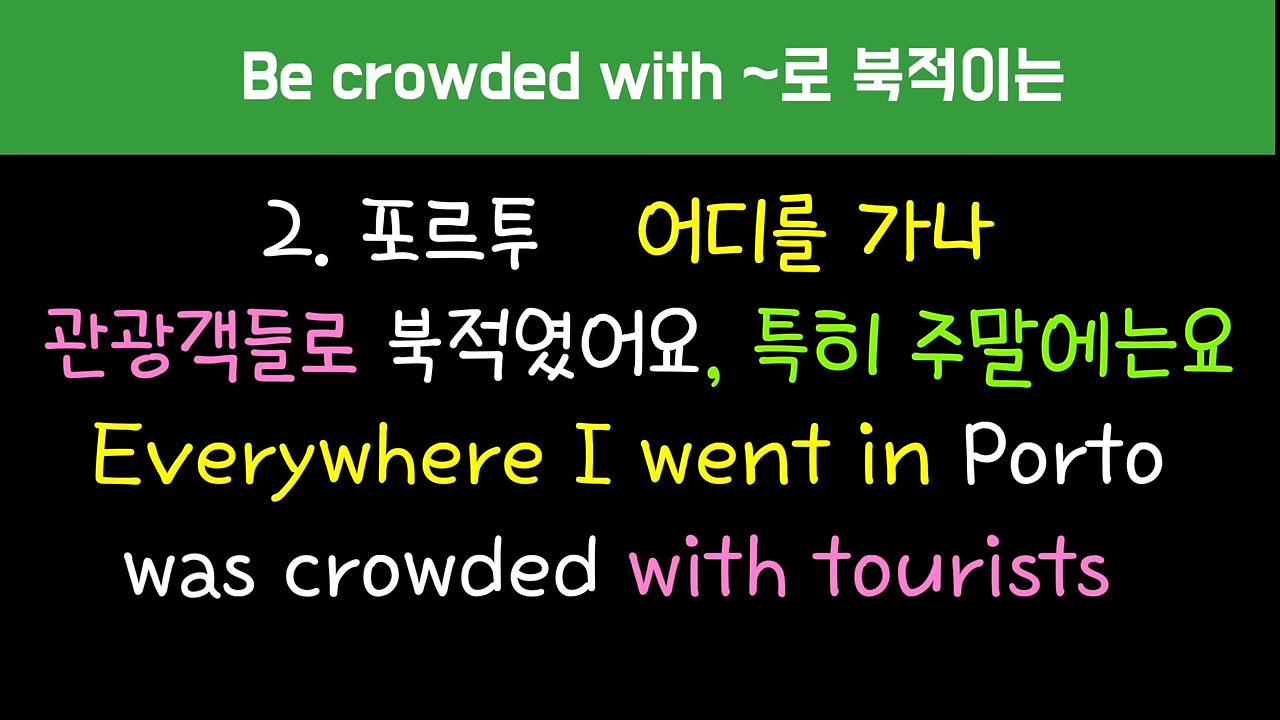 Be crowded with ~로 북적이는
2. 포르투 어디를 가나
관광객들로 북적였어요, 특히 주말에는요
Everywhere I went in Porto
was crowded with tourists